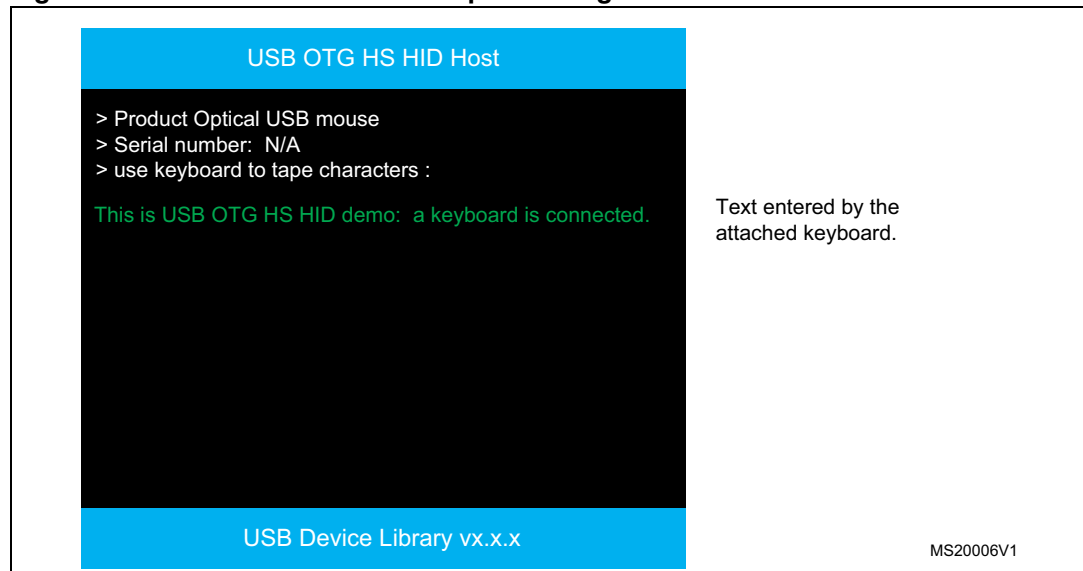 USB OTG HS HID Host
> Product Optical USB mouse
> Serial number:  N/A
> use keyboard to tape characters :
This is USB OTG HS HID demo:  a keyboard is connected.
Text entered by the
attached keyboard.
USB Device Library vx.x.x
MS20006V1